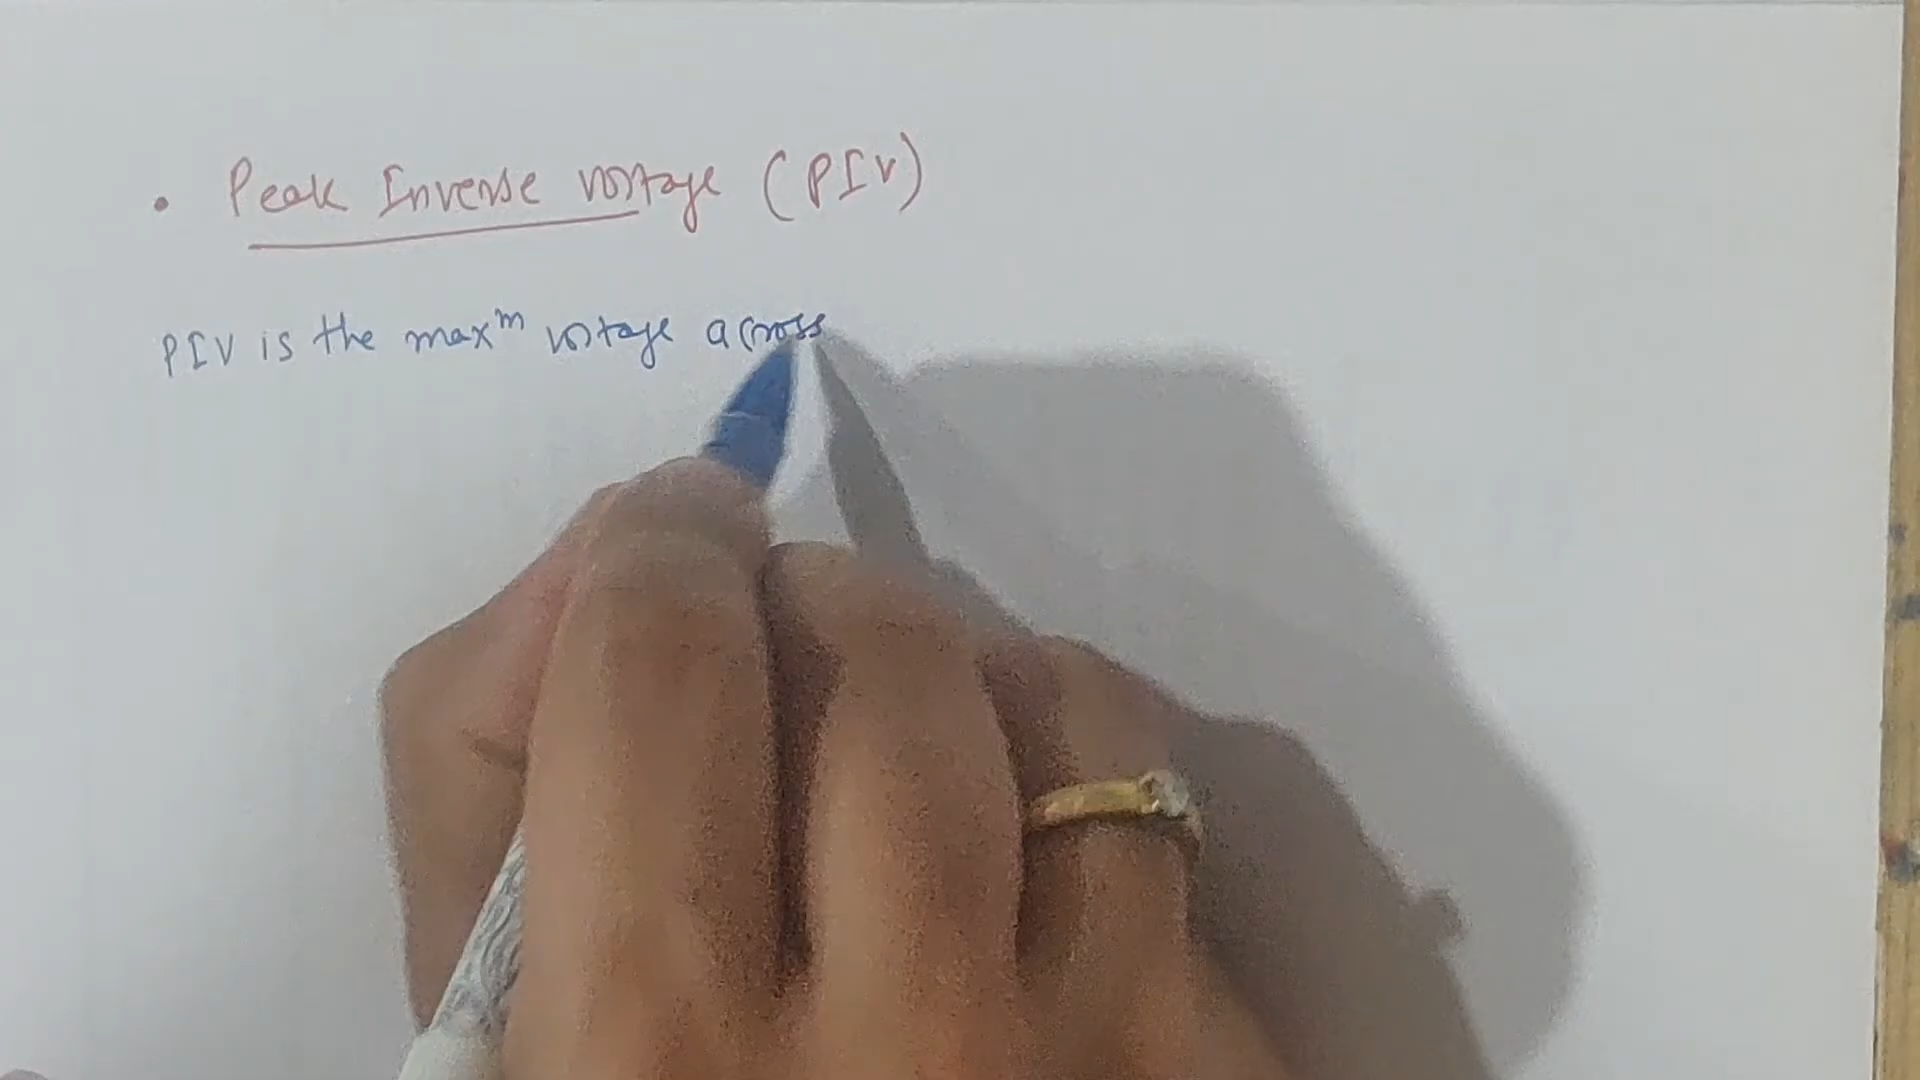 • Peak Inverse Voltage (PIV)
PIV is the maxᵐ voltage across